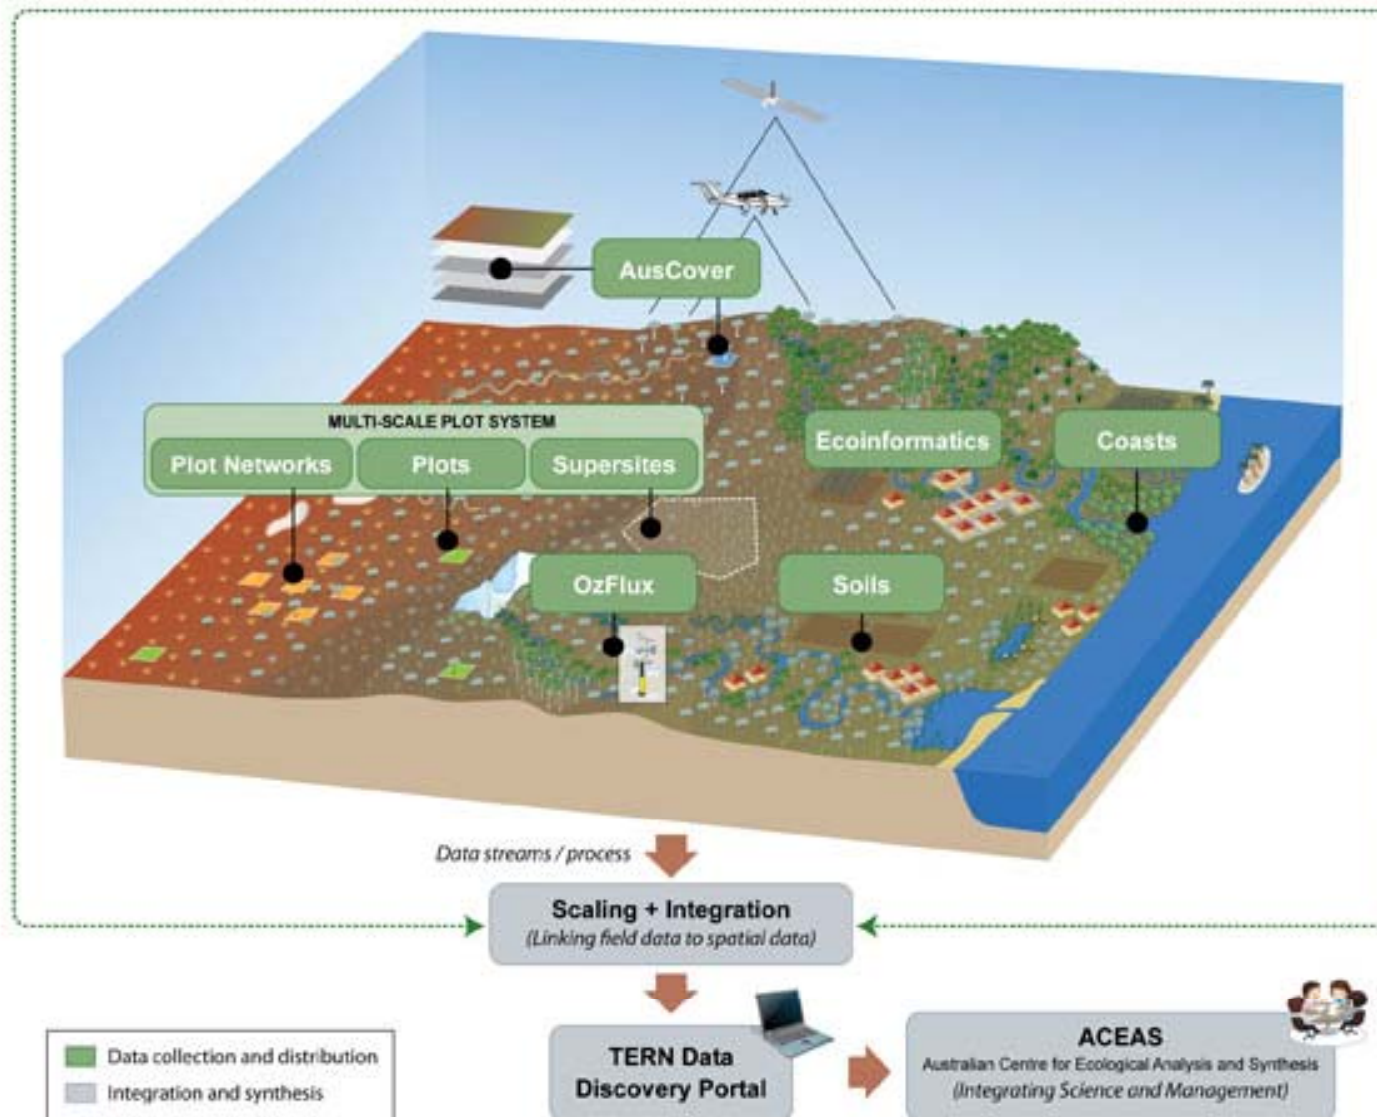 AusCover
MULTI-SCALE PLOT SYSTEM
Plot Networks
Plots
Supersites
Ecoinformatics
Coasts
OzFlux
Soils
Data streams / process
Scaling + Integration
(Linking field data to spatial data)
TERN Data
Discovery Portal
ACEAS
Australian Centre for Ecological Analysis and Synthesis
(Integrating Science and Management)
Data collection and distribution
Integration and synthesis